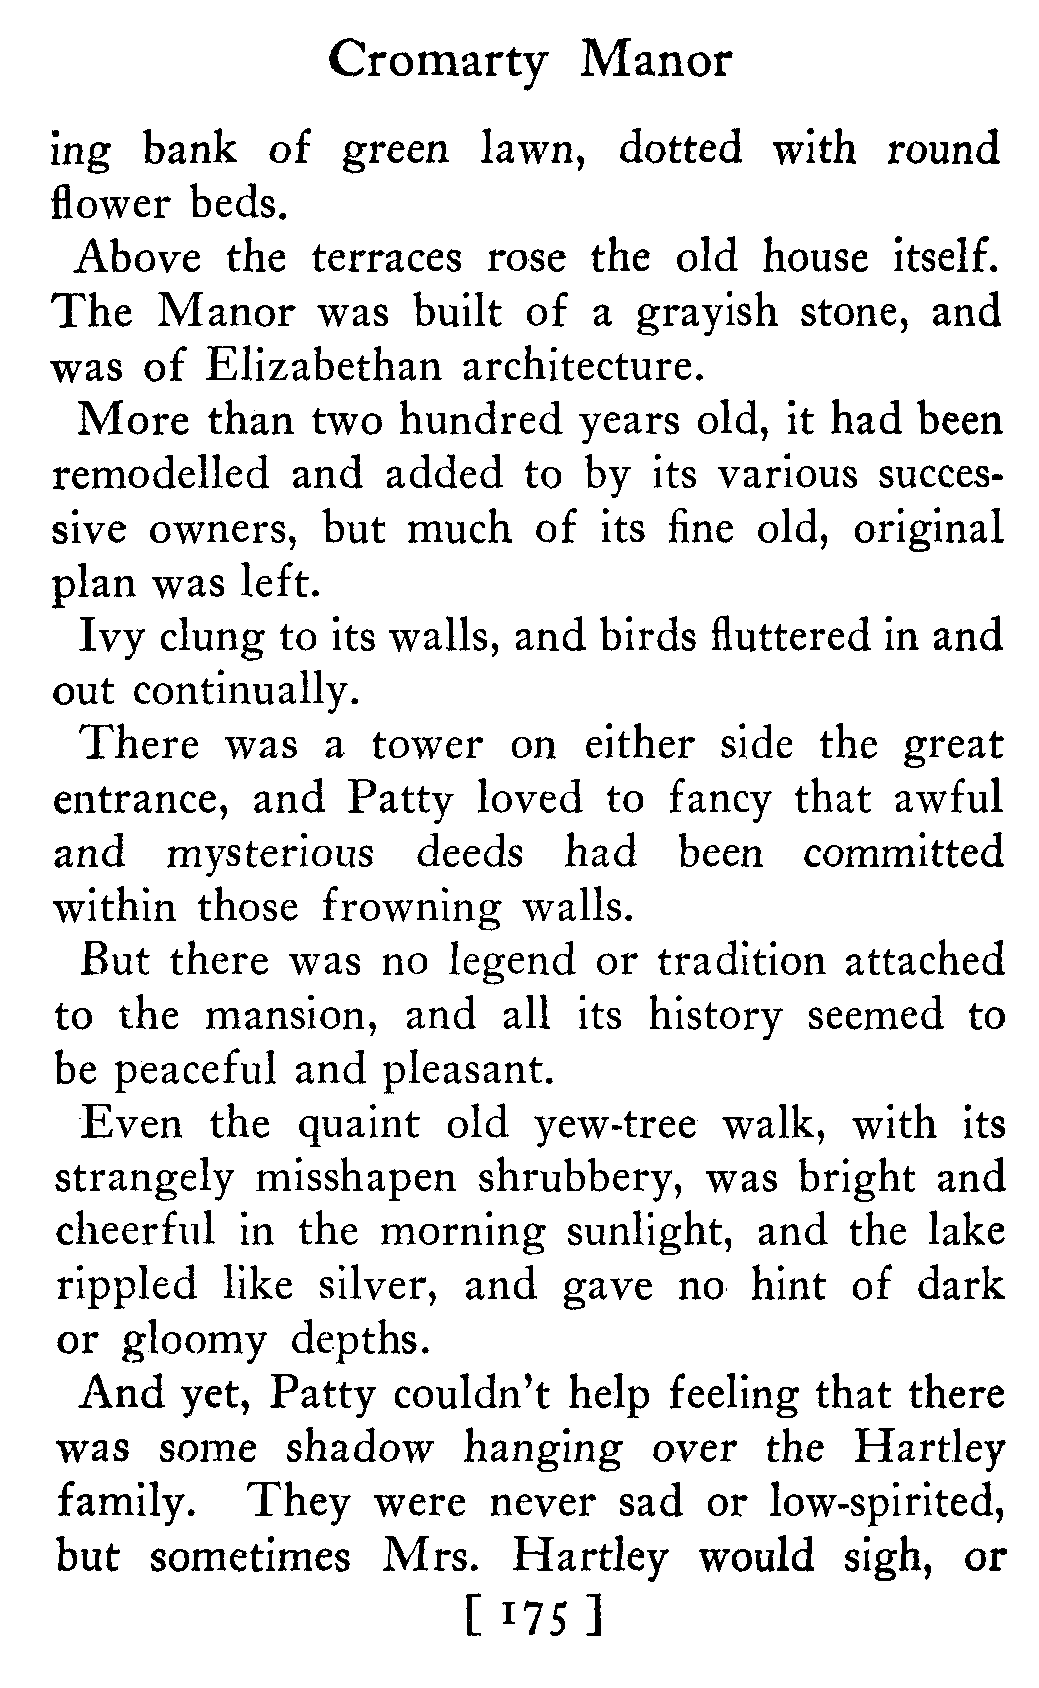 Cromarty Manor
ing bank of green lawn, dotted with round
flower beds.
Above the terraces rose the old house itself.
The Manor was built of a grayish stone, and
was of Elizabethan architecture.
More than two hundred years old, it had been
remodelled and added to by its various succes-
sive owners, but much of its fine old, original
plan was left.
Ivy clung to its walls, and birds fluttered in and
out continually.
There was a tower on either side the great
entrance, and Patty loved to fancy that awful
and mysterious deeds had been committed
within those frowning walls.
But there was no legend or tradition attached
to the mansion, and all its history seemed to
be peaceful and pleasant.
Even the quaint old yew-tree walk, with its
strangely misshapen shrubbery, was bright and
cheerful in the morning sunlight, and the lake
rippled like silver, and gave no hint of dark
or gloomy depths.
And yet, Patty couldn't help feeling that there
was some shadow hanging over the Hartley
family. They were never sad or low-spirited,
but sometimes Mrs. Hartley would sigh, or
[ 175 ]